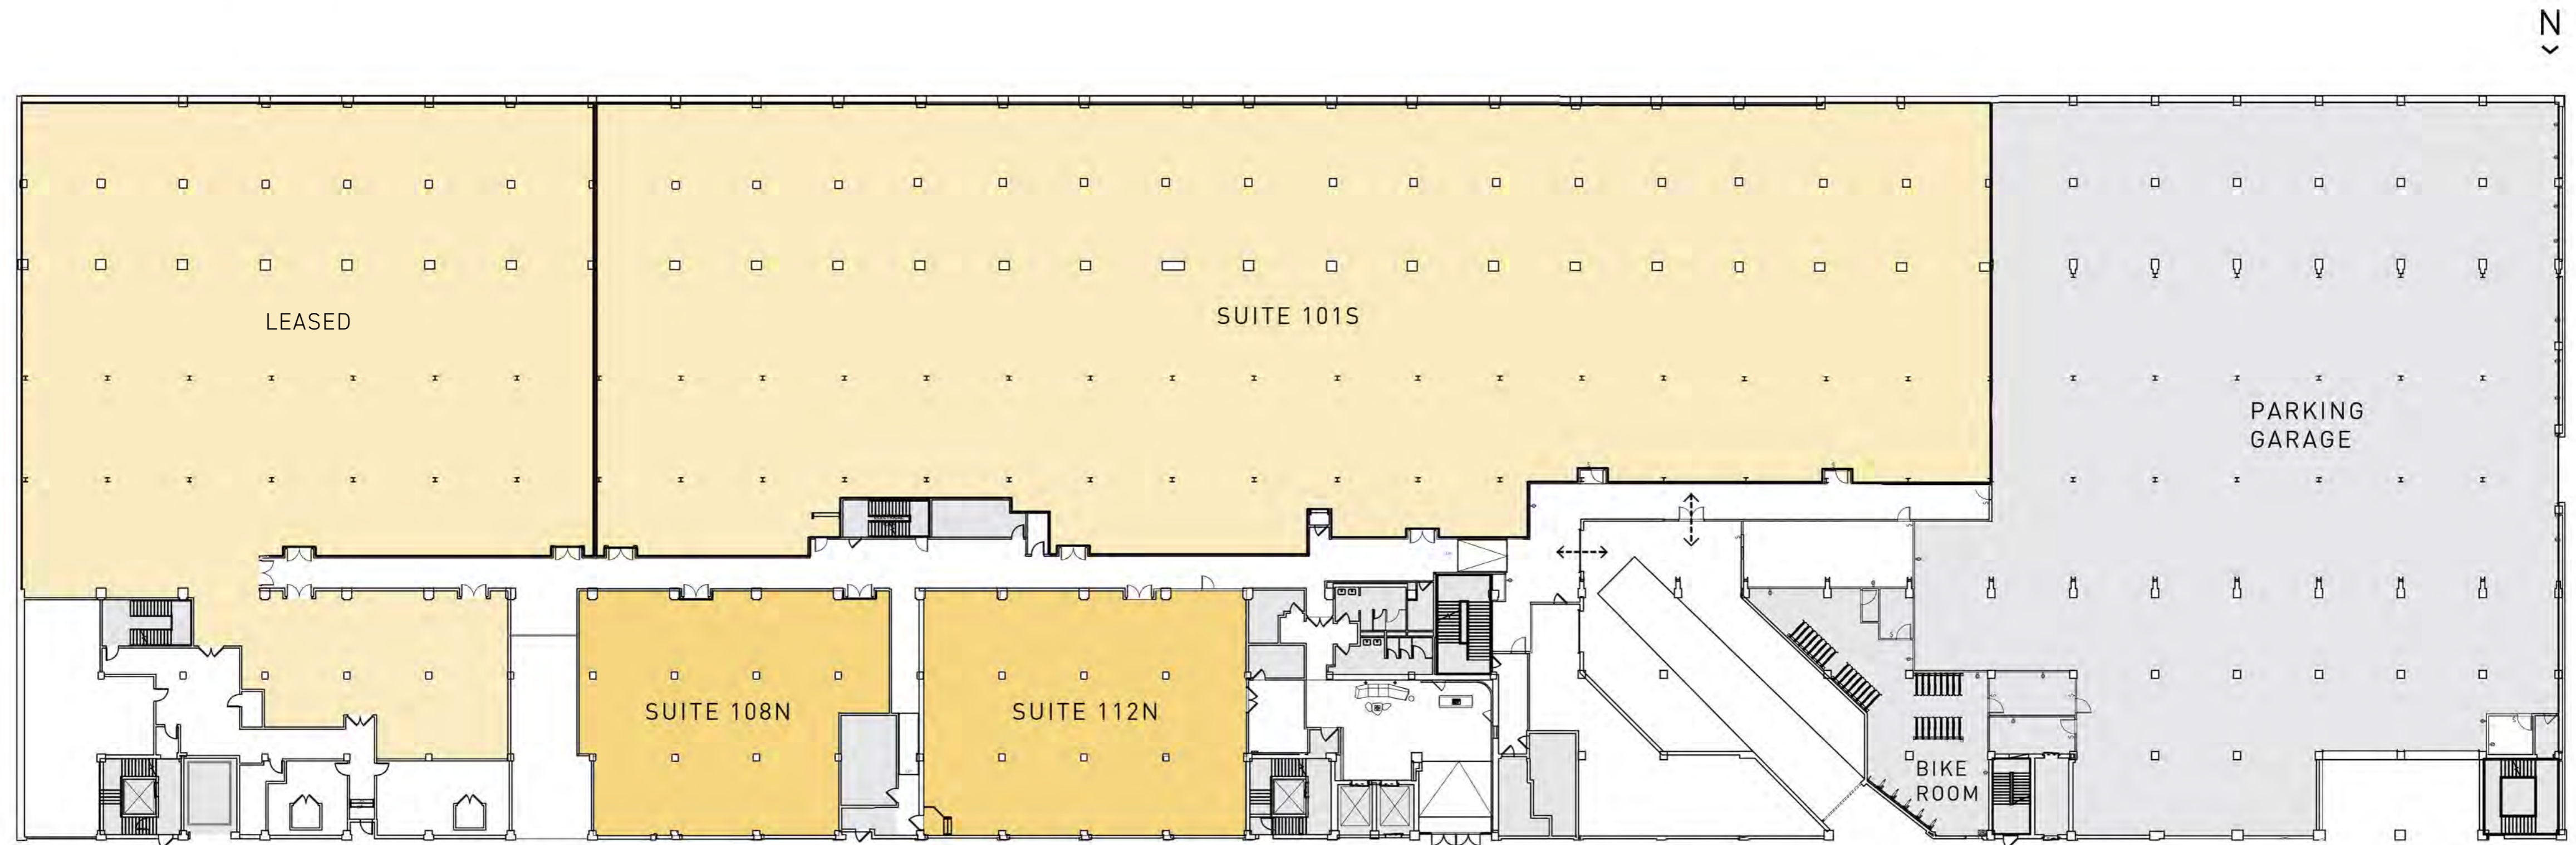 N
LEASED
SUITE 101S
PARKING
GARAGE
SUITE 108N
SUITE 112N
BIKE
ROOM